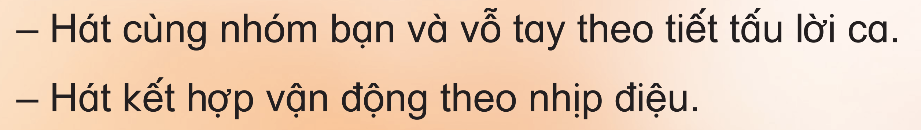 – Hát cùng nhóm bạn và vỗ tay theo tiết tấu lời ca.
– Hát kết hợp vận động theo nhịp điệu.